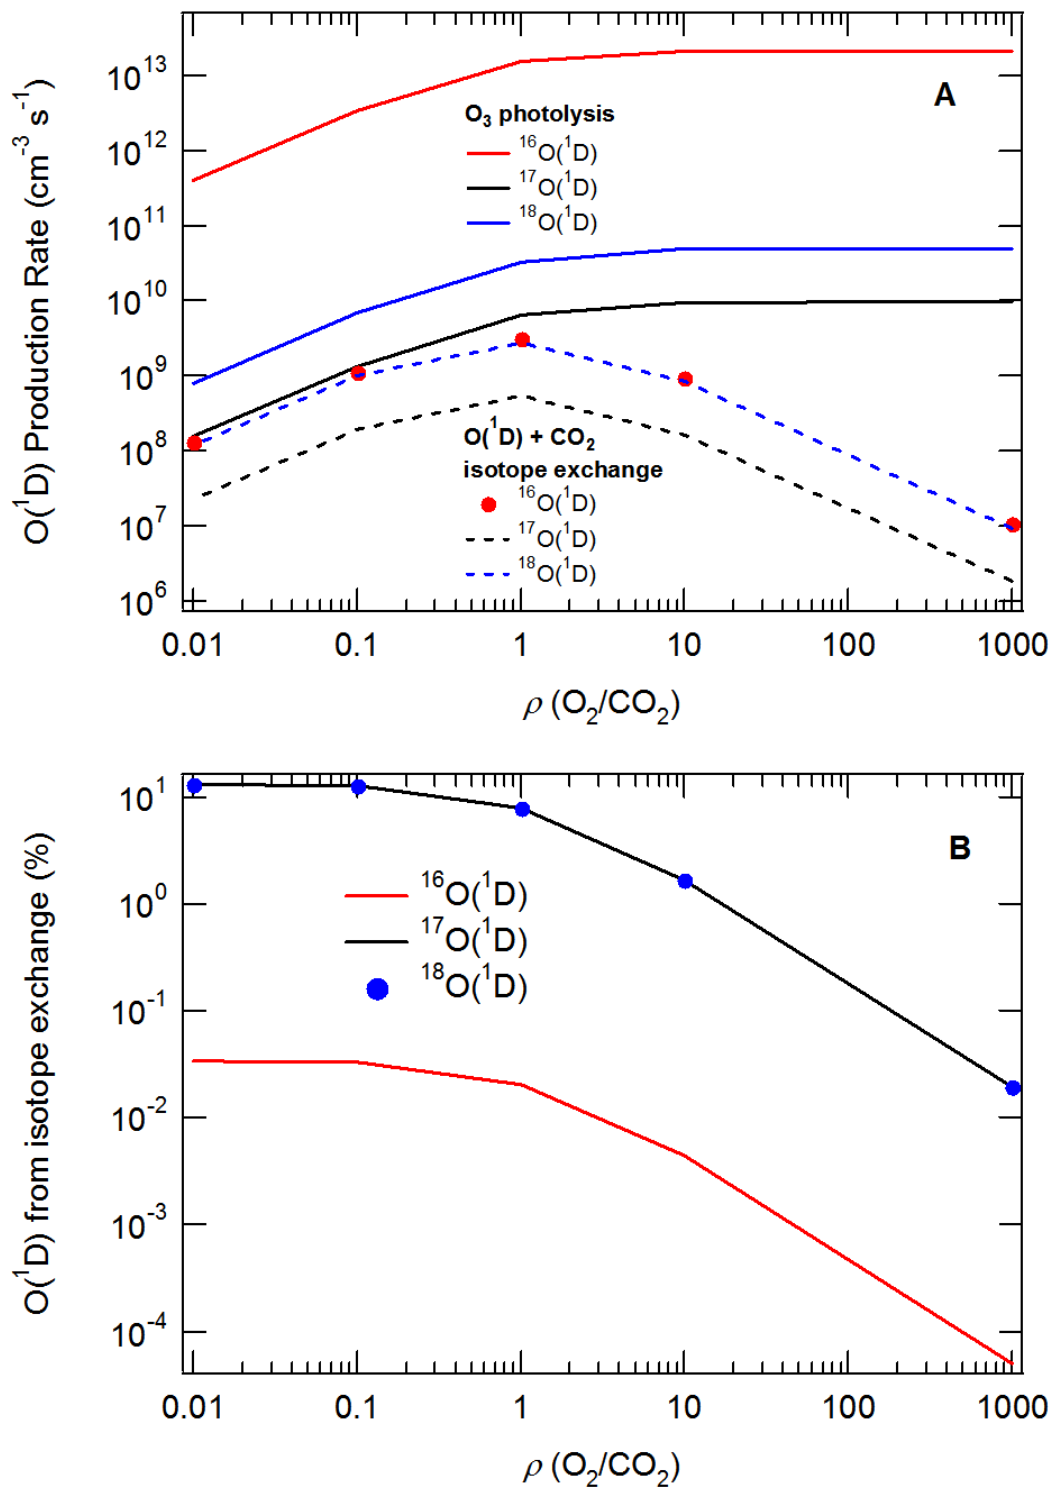 A
O(¹D) Production Rate (cm⁻³ s⁻¹)
10¹³
10¹²
10¹¹
10¹⁰
10⁹
10⁸
10⁷
10⁶
O₃ photolysis
¹⁶O(¹D)
¹⁷O(¹D)
¹⁸O(¹D)
O(¹D) + CO₂
isotope exchange
¹⁶O(¹D)
¹⁷O(¹D)
¹⁸O(¹D)
0.01 0.1 1 10 100 1000
ρ (O₂/CO₂)
B
O(¹D) from isotope exchange (%)
10¹
10⁰
10⁻¹
10⁻²
10⁻³
10⁻⁴
¹⁶O(¹D)
¹⁷O(¹D)
¹⁸O(¹D)
0.01 0.1 1 10 100 1000
ρ (O₂/CO₂)